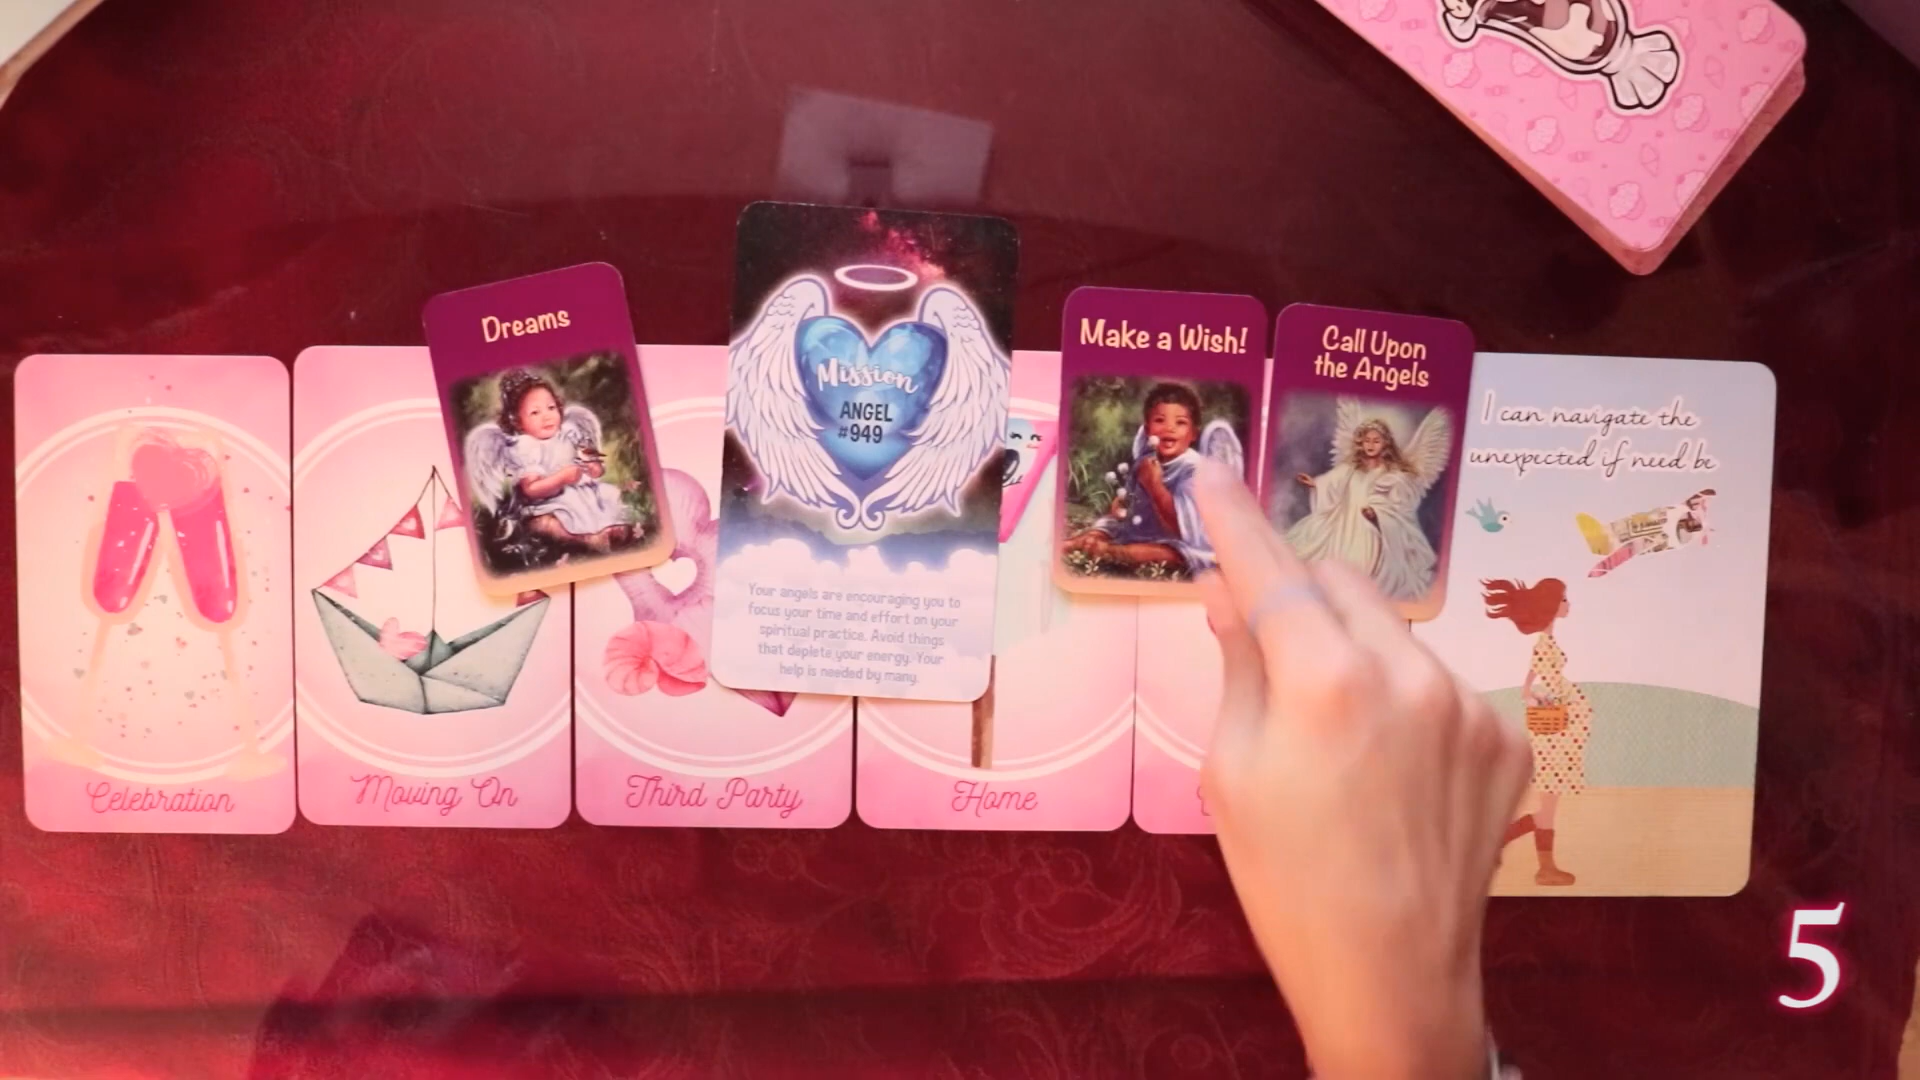 Dreams
Mission
ANGEL
#949
Your angels are encouraging you to
focus your time and effort on your
spiritual practice. Avoid things
that deplete your energy. Your
help is needed by many.
Make a Wish!
Call Upon
the Angels
I can navigate the
unexpected if need be
Celebration
Moving On
Third Party
Home
5